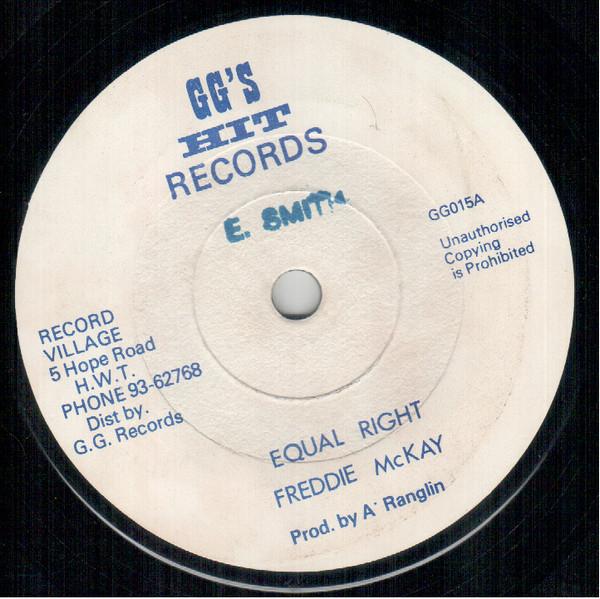 GG'S
HIT
RECORDS
E. SMITH
GG015A
Unauthorised
Copying
is Prohibited
RECORD
VILLAGE
5 Hope Road
H.W.T.
PHONE 93-62768
Dist by.
G.G. Records
EQUAL RIGHT
FREDDIE McKAY
Prod. by A· Ranglin